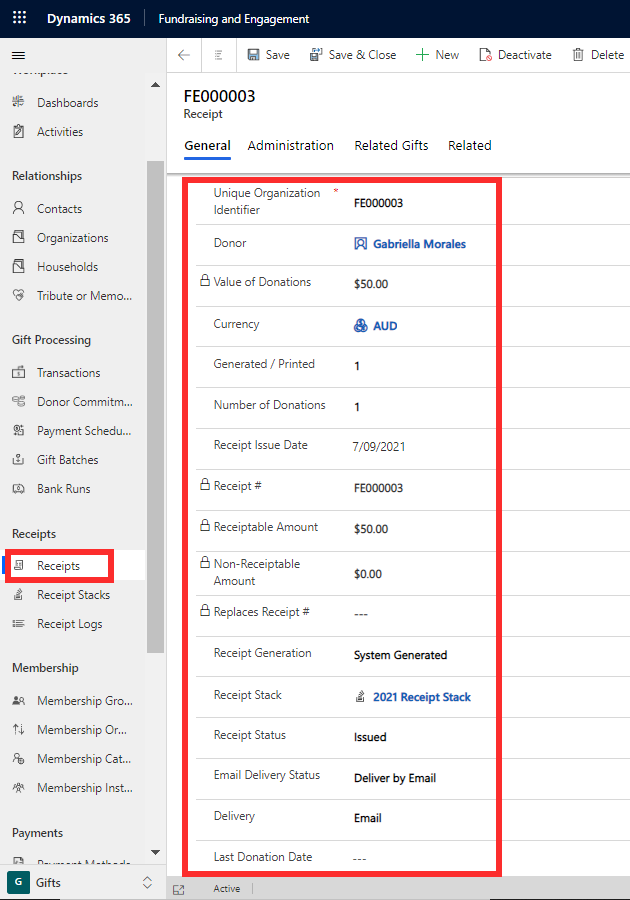 Dynamics 365 Fundraising and Engagement
Save Save & Close New Deactivate Delete
FE000003
Receipt
General Administration Related Gifts Related
Workplace
Dashboards
Activities
Relationships
Contacts
Organizations
Households
Tribute or Memo...
Gift Processing
Transactions
Donor Commitm...
Payment Schedu...
Gift Batches
Bank Runs
Receipts
Receipts
Receipt Stacks
Receipt Logs
Membership
Membership Gro...
Membership Or...
Membership Cat...
Membership Inst...
Payments
Payment Methods
G Gifts
Unique Organization
Identifier * FE000003
Donor Gabriella Morales
Value of Donations $50.00
Currency AUD
Generated / Printed 1
Number of Donations 1
Receipt Issue Date 7/09/2021
Receipt # FE000003
Receiptable Amount $50.00
Non-Receiptable
Amount $0.00
Replaces Receipt # ---
Receipt Generation System Generated
Receipt Stack 2021 Receipt Stack
Receipt Status Issued
Email Delivery Status Deliver by Email
Delivery Email
Last Donation Date ---
Active